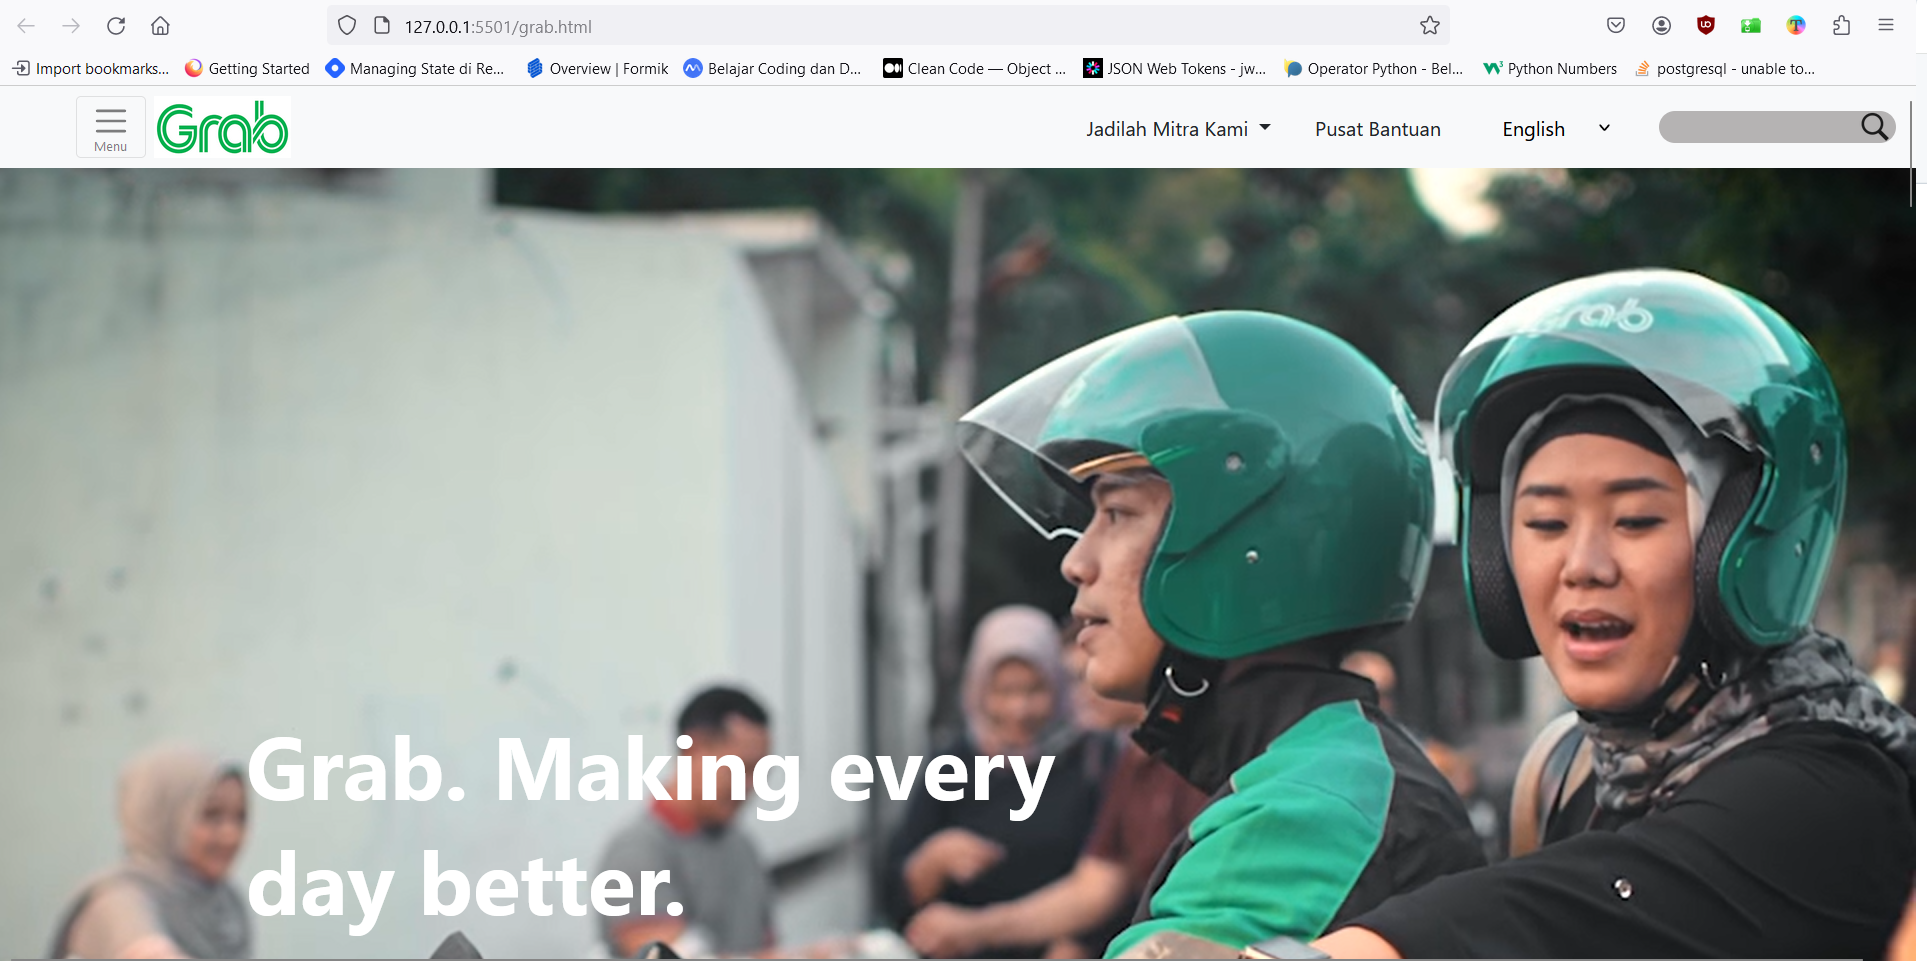 127.0.0.1:5501/grab.html
Import bookmarks... Getting Started Managing State di Re... Overview | Formik Belajar Coding dan D... Clean Code — Object ... JSON Web Tokens - jw... Operator Python - Bel... Python Numbers postgresql - unable to...
Menu Grab Jadilah Mitra Kami Pusat Bantuan English
Grab
Grab. Making every
day better.